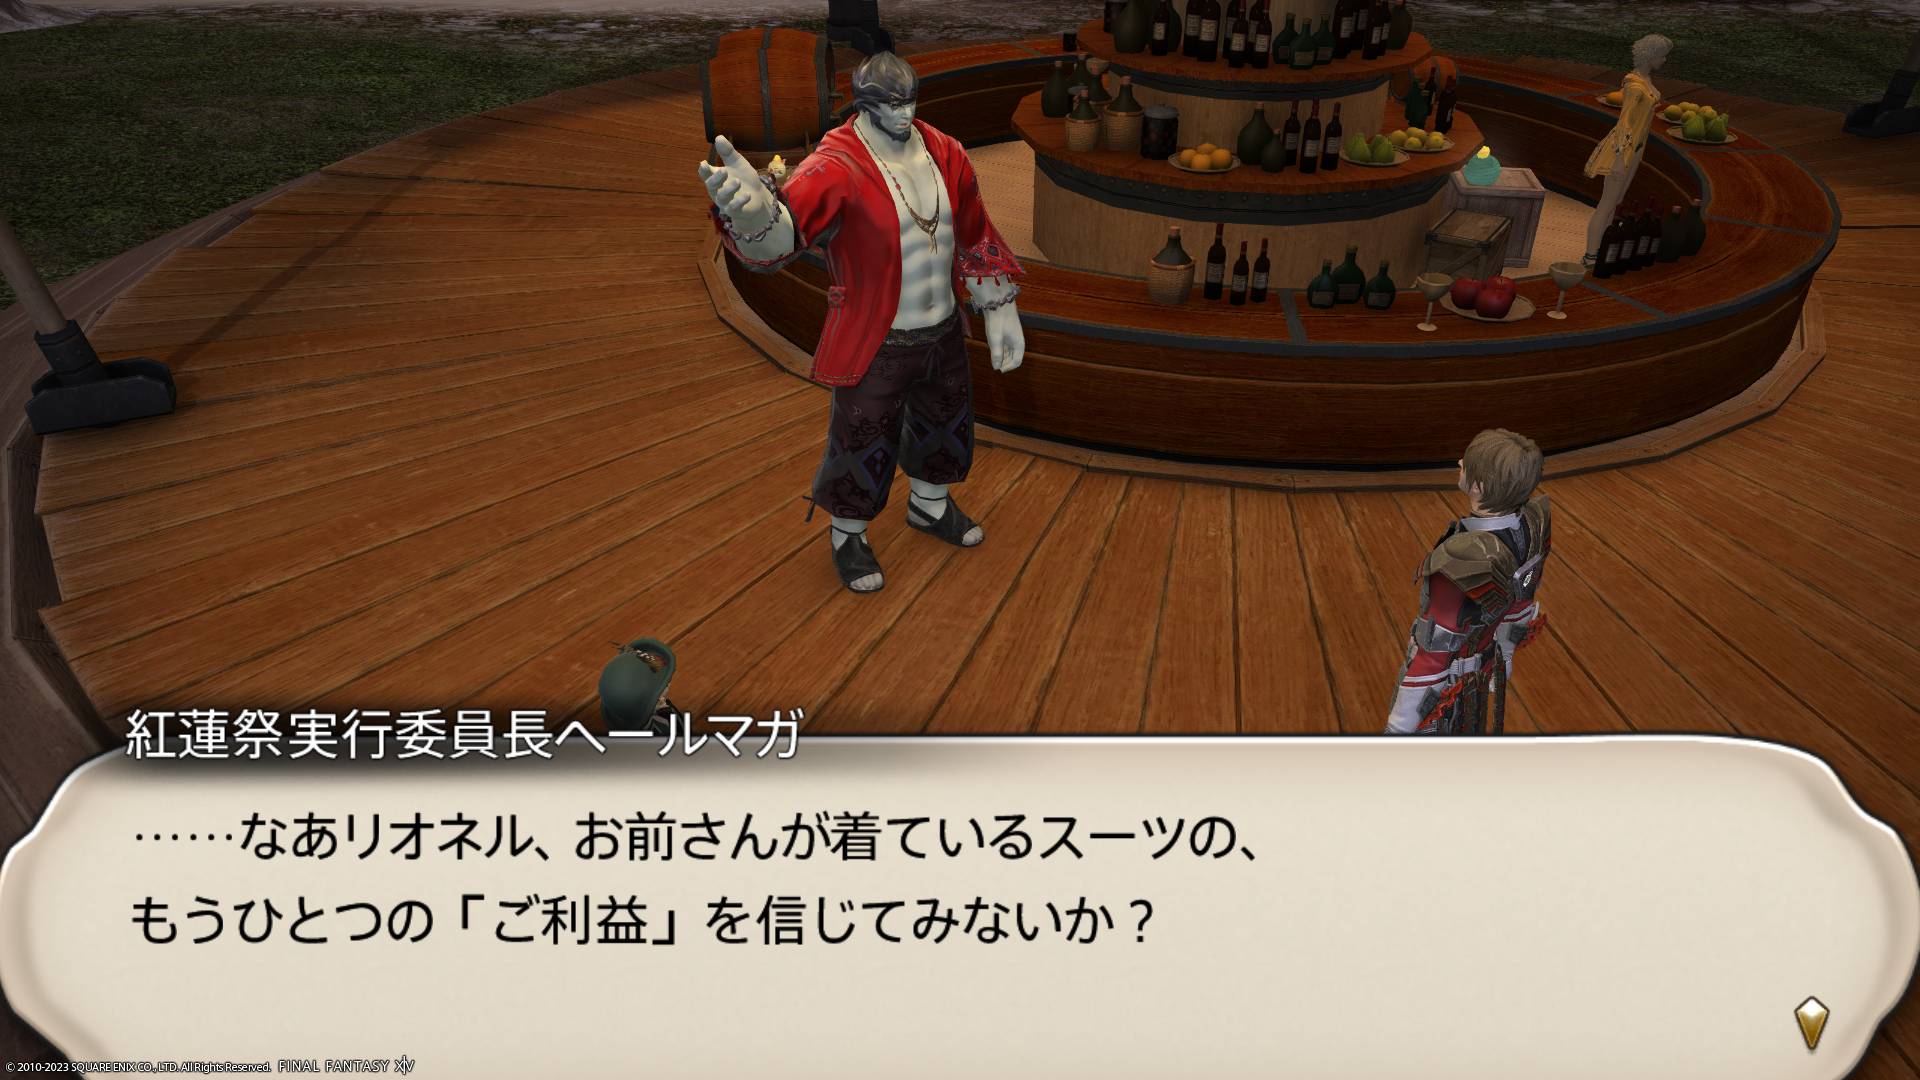 紅蓮祭実行委員長ヘールマガ
……なあリオネル、お前さんが着ているスーツの、
もうひとつの「ご利益」を信じてみないか？
© 2010-2023 SQUARE ENIX CO., LTD. All Rights Reserved. FINAL FANTASY XIV